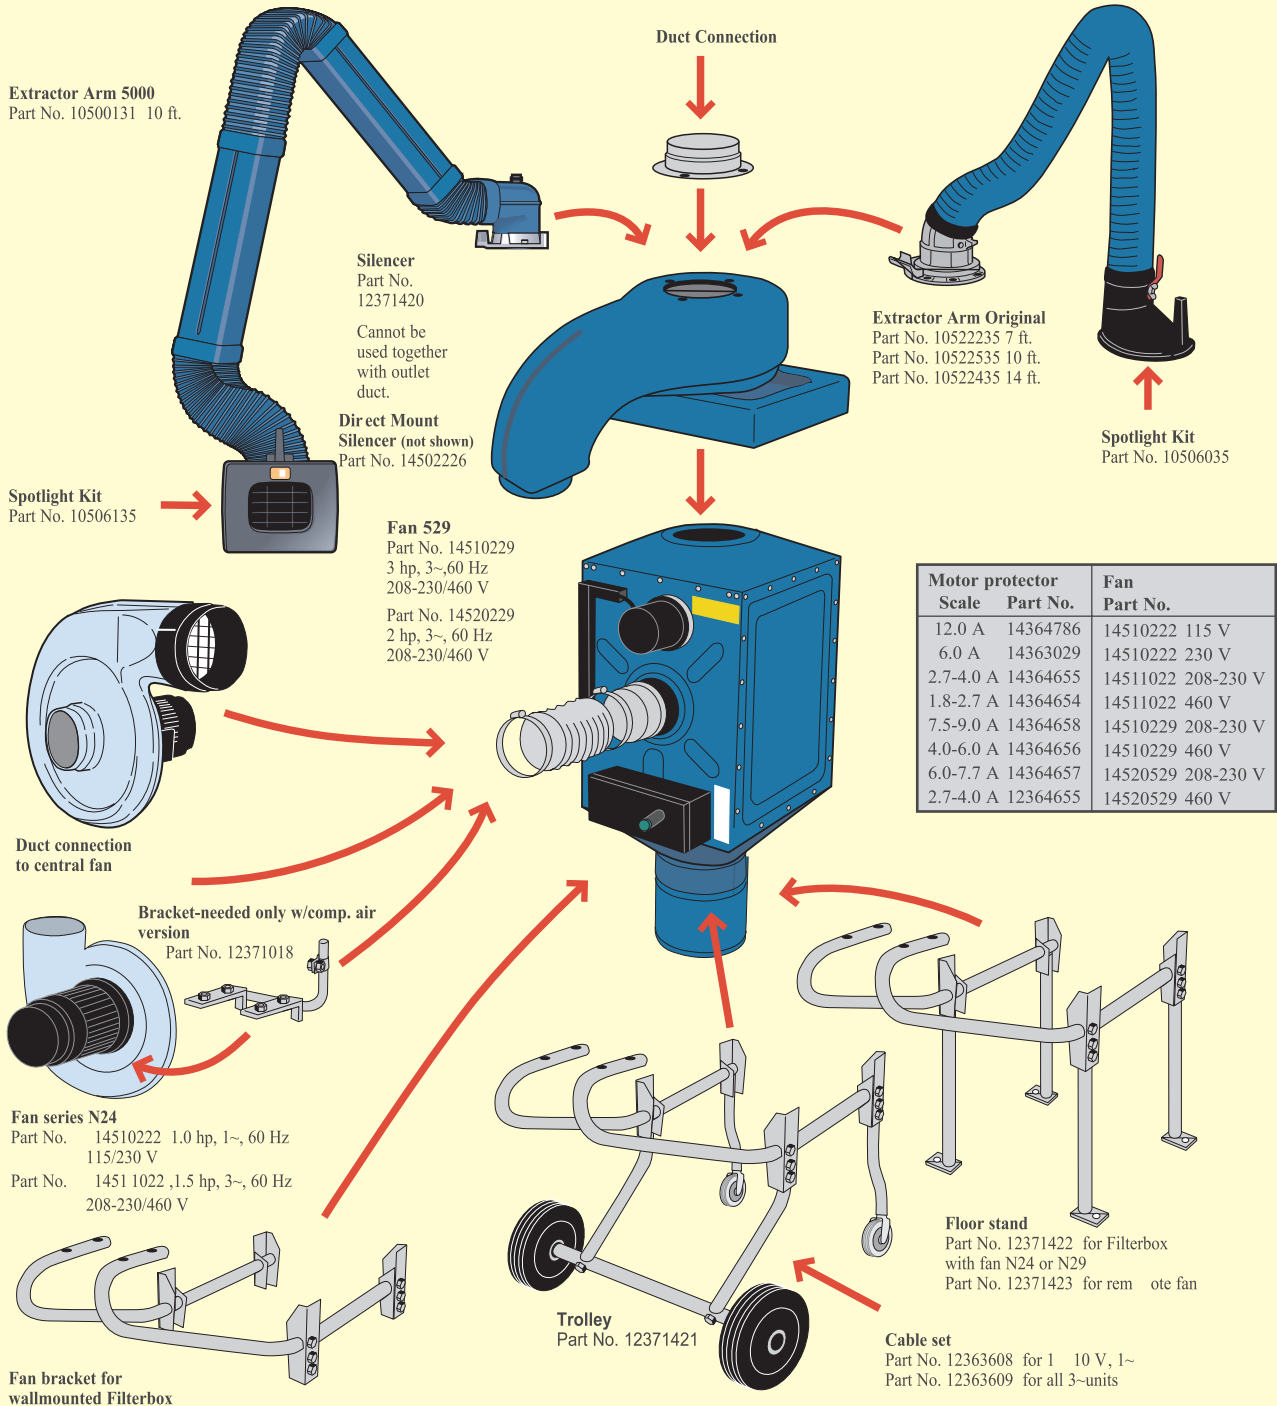 Duct Connection
Extractor Arm 5000
Part No. 10500131 10 ft.
Silencer
Part No.
12371420
Cannot be
used together
with outlet
duct.
Direct Mount
Silencer (not shown)
Part No. 14502226
Extractor Arm Original
Part No. 10522235 7 ft.
Part No. 10522535 10 ft.
Part No. 10522435 14 ft.
Spotlight Kit
Part No. 10506035
Spotlight Kit
Part No. 10506135
Fan 529
Part No. 14510229
3 hp, 3~,60 Hz
208-230/460 V
Part No. 14520229
2 hp, 3~, 60 Hz
208-230/460 V
Motor protector Fan
Scale Part No. Part No.
12.0 A 14364786 14510222 115 V
6.0 A 14363029 14510222 230 V
2.7-4.0 A 14364655 14511022 208-230 V
1.8-2.7 A 14364654 14511022 460 V
7.5-9.0 A 14364658 14510229 208-230 V
4.0-6.0 A 14364656 14510229 460 V
6.0-7.7 A 14364657 14520529 208-230 V
2.7-4.0 A 12364655 14520529 460 V
Duct connection
to central fan
Bracket-needed only w/comp. air
version
Part No. 12371018
Fan series N24
Part No. 14510222 1.0 hp, 1~, 60 Hz
115/230 V
Part No. 1451 1022 ,1.5 hp, 3~, 60 Hz
208-230/460 V
Floor stand
Part No. 12371422 for Filterbox
with fan N24 or N29
Part No. 12371423 for rem ote fan
Trolley
Part No. 12371421
Cable set
Part No. 12363608 for 1 10 V, 1~
Part No. 12363609 for all 3~units
Fan bracket for
wallmounted Filterbox